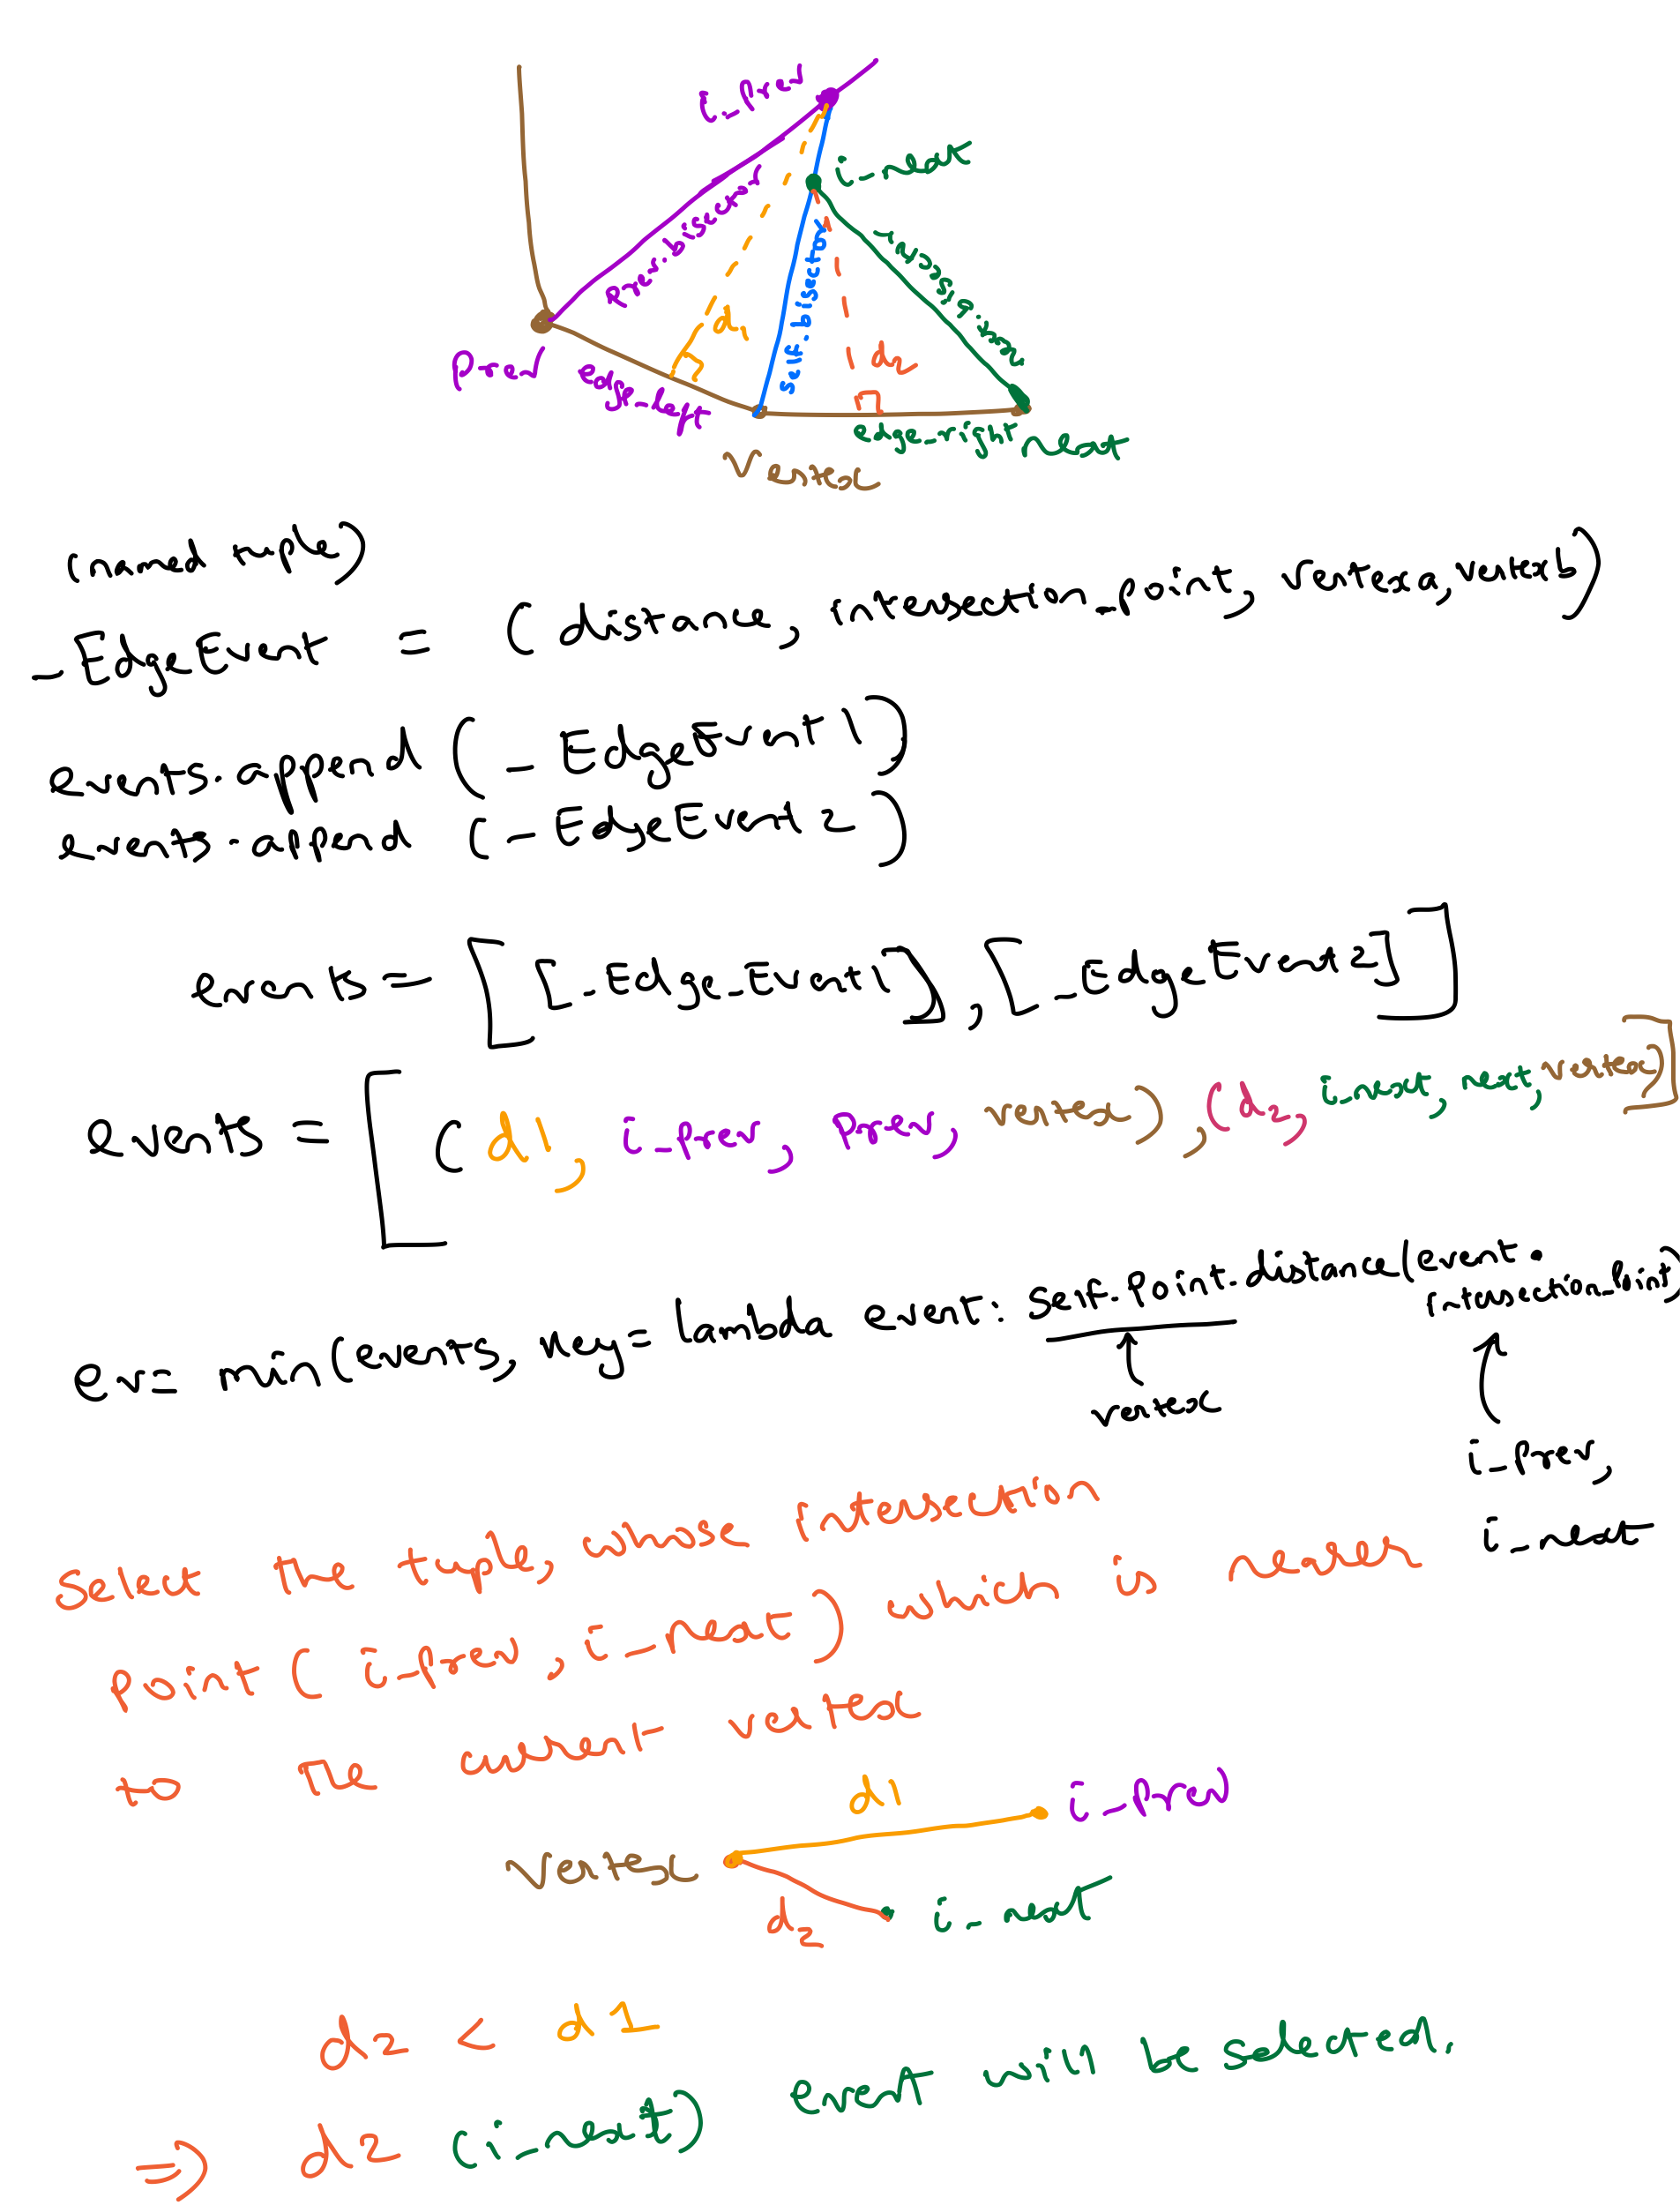 i_Prev
i_next
Prev.bisector
self.bisector
next.bisector
d1
d2
Prev
edge_left
edge_right
next
Vertex
(named tuple)
_EdgeEvent = (distance, intersection_point, vertexa, vertexb)
events.append (_EdgeEvent1)
events.append (_EdgeEvent2)
events = [[_Edge_Event1], [_EdgeEvent2]]
events = [(d1, i_Prev, Prev, vertex), (d2, i_next, next, vertex)]
ev = min(events, key = lambda event: self.Point.distance(event.
intersection_Point)
vertex
i_Prev,
i_next
Select the tuple, whose intersection
Point (i_Prev, i_next) which is nearer
to the current vertex
d1
i_Prev
Vertex
d2
i_next
d2 < d1
=> d2 (i_next) event will be selected.